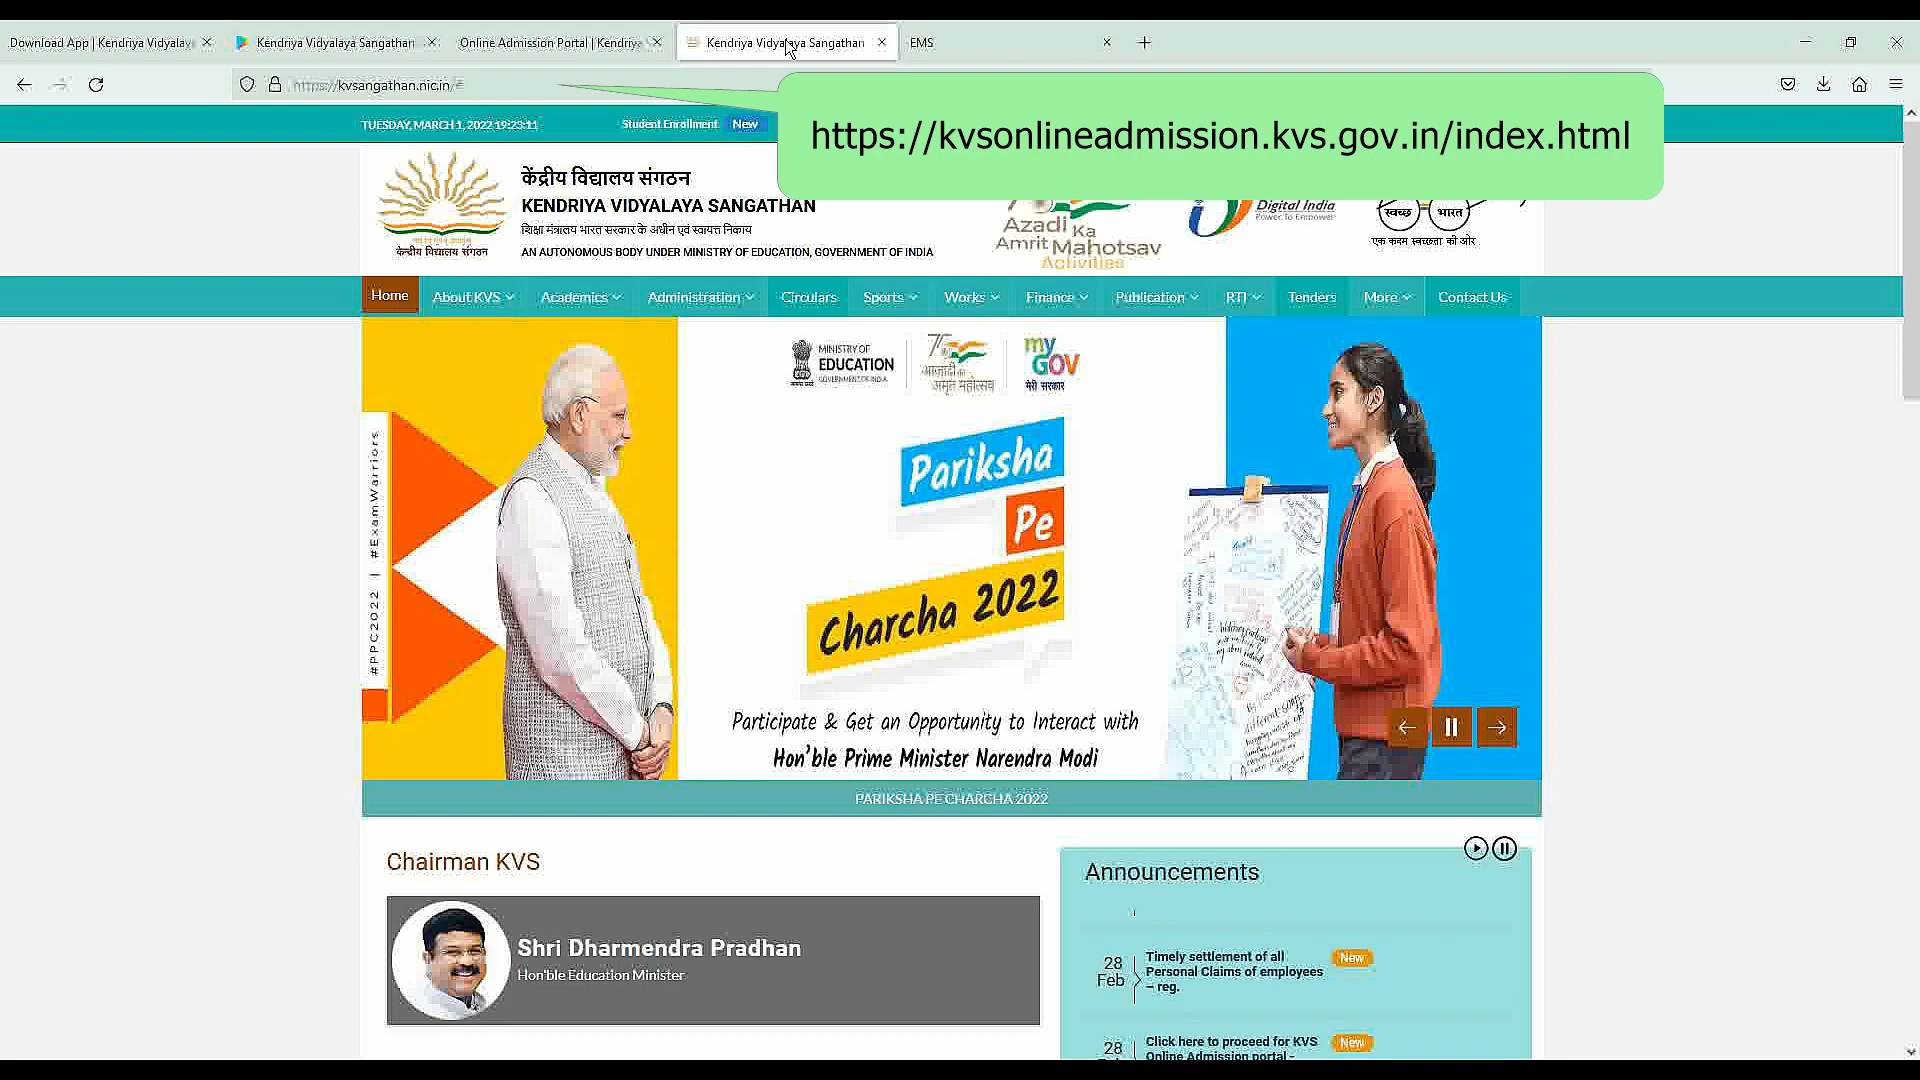 Download App | Kendriya Vidyalay
Kendriya Vidyalaya Sangathan
Online Admission Portal | Kendriya
Kendriya Vidyalaya Sangathan
EMS
https://kvsangathan.nic.in/
https://kvsonlineadmission.kvs.gov.in/index.html
TUESDAY, MARCH 1, 2022 19:23:11
Student Enrollment New
केंद्रीय विद्यालय संगठन
KENDRIYA VIDYALAYA SANGATHAN
शिक्षा मंत्रालय भारत सरकार के अधीन एवं स्वायत्त निकाय
AN AUTONOMOUS BODY UNDER MINISTRY OF EDUCATION, GOVERNMENT OF INDIA
केन्द्रीय विद्यालय संगठन
Azadi Ka
Amrit Mahotsav
Activities
Digital India
Power To Empower
स्वच्छ भारत
एक कदम स्वच्छता की ओर
Home About KVS Academics Administration Circulars Sports Works Finance Publication RTI Tenders More Contact Us
MINISTRY OF
EDUCATION
GOVERNMENT OF INDIA
आज़ादी का
अमृत महोत्सव
my
GOV
मेरी सरकार
#PPC2022 | #ExamWarriors
Pariksha
Pe
Charcha 2022
Participate & Get an Opportunity to Interact with
Hon'ble Prime Minister Narendra Modi
PARIKSHA PE CHARCHA 2022
Chairman KVS
Shri Dharmendra Pradhan
Hon'ble Education Minister
Announcements
28
Feb
Timely settlement of all
Personal Claims of employees
– reg.
New
28
Click here to proceed for KVS
Online Admission portal -
New